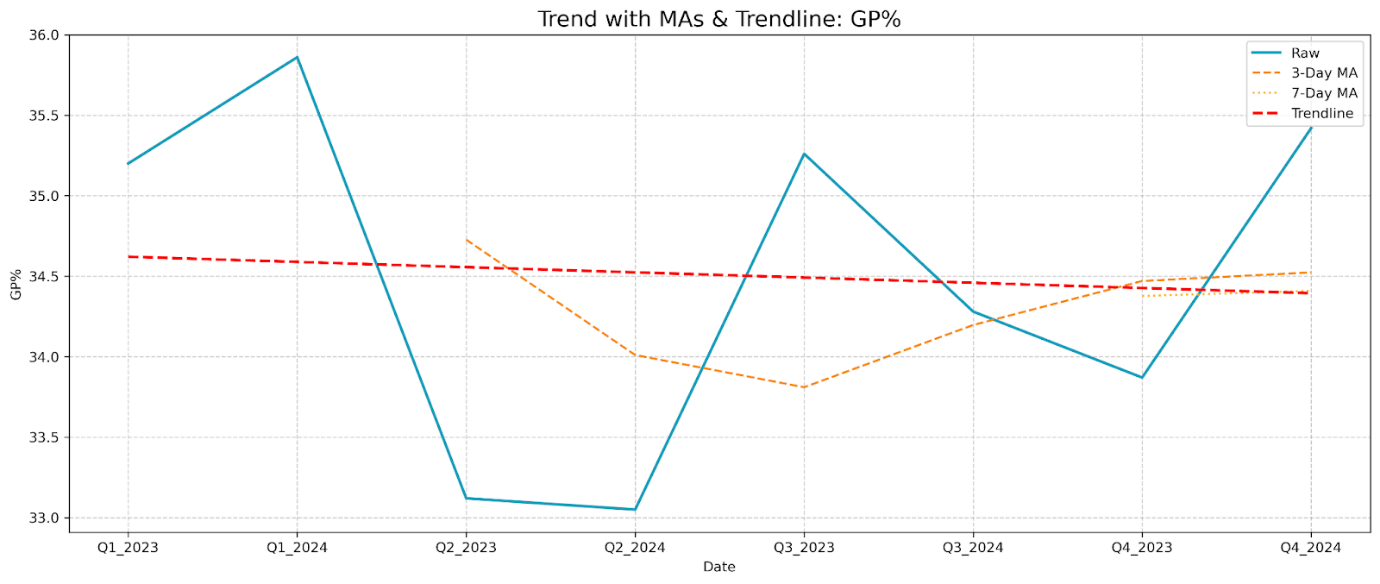 Trend with MAs & Trendline: GP%
Raw
3-Day MA
7-Day MA
Trendline
36.0
35.5
35.0
34.5
34.0
33.5
33.0
GP%
Q1_2023 Q1_2024 Q2_2023 Q2_2024 Q3_2023 Q3_2024 Q4_2023 Q4_2024
Date